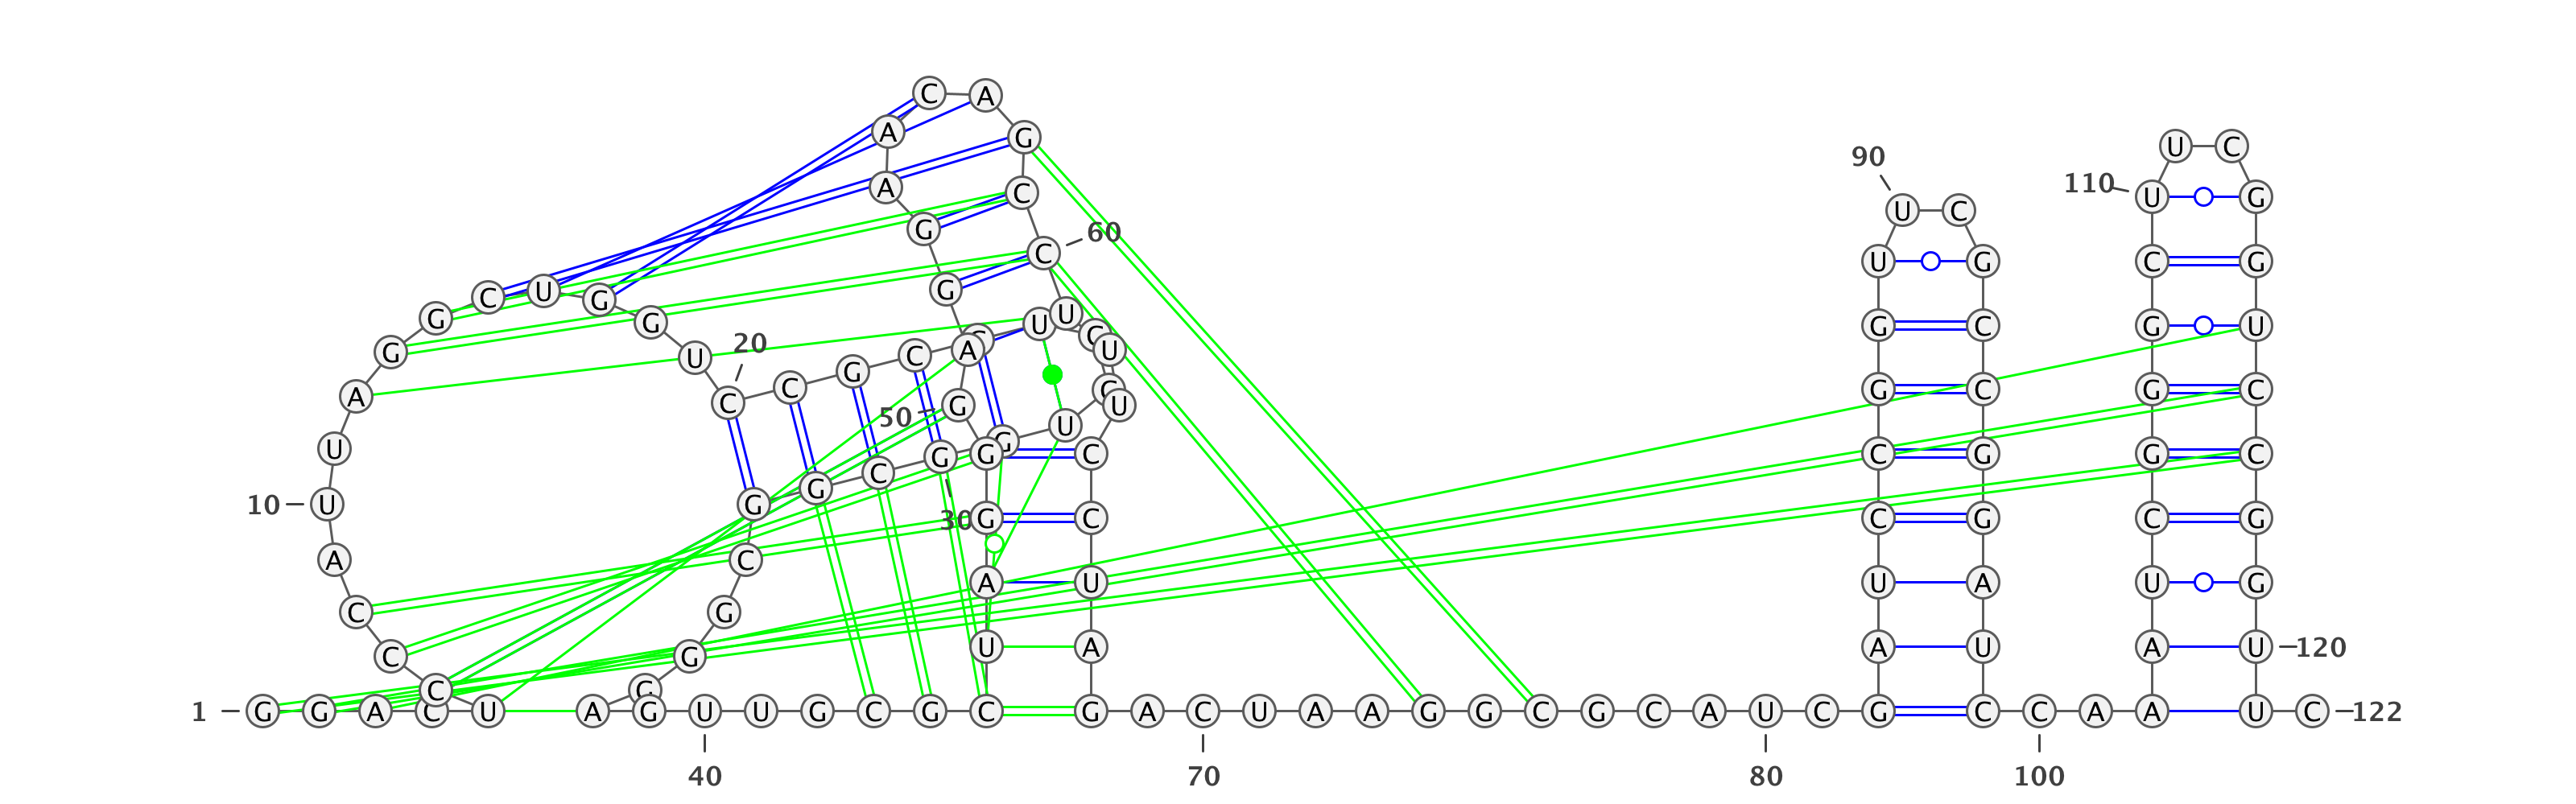 C A
A G
U C
90
A C 110 U G
U C
G 60
C U G C G
C U G G
G G U U G C G U
C C
G U 20 C A U
C G
A C C C U G C G C
50 G U
U G U
G G G C C G G C
C
10 U G G
30 G C C G C G
A C
A U U A U G
C G
U A A U A U 120
C G
C G
1 G G A C U A G U U G C G C G A C U A A G G C G C A U C G C C A A U C 122
40 70 80 100